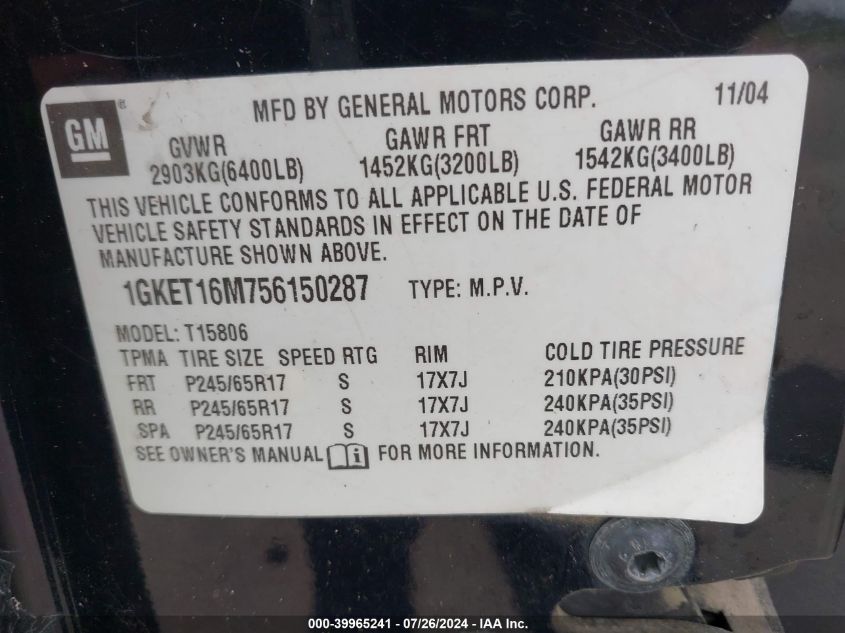 GM®
MFD BY GENERAL MOTORS CORP. 11/04
GVWR GAWR FRT GAWR RR
2903KG(6400LB) 1452KG(3200LB) 1542KG(3400LB)
THIS VEHICLE CONFORMS TO ALL APPLICABLE U.S. FEDERAL MOTOR
VEHICLE SAFETY STANDARDS IN EFFECT ON THE DATE OF
MANUFACTURE SHOWN ABOVE.
1GKET16M756150287 TYPE: M.P.V.
MODEL: T15806
TPMA TIRE SIZE SPEED RTG RIM COLD TIRE PRESSURE
FRT P245/65R17 S 17X7J 210KPA(30PSI)
RR P245/65R17 S 17X7J 240KPA(35PSI)
SPA P245/65R17 S 17X7J 240KPA(35PSI)
SEE OWNER'S MANUAL i FOR MORE INFORMATION.
000-39965241 - 07/26/2024 - IAA Inc.